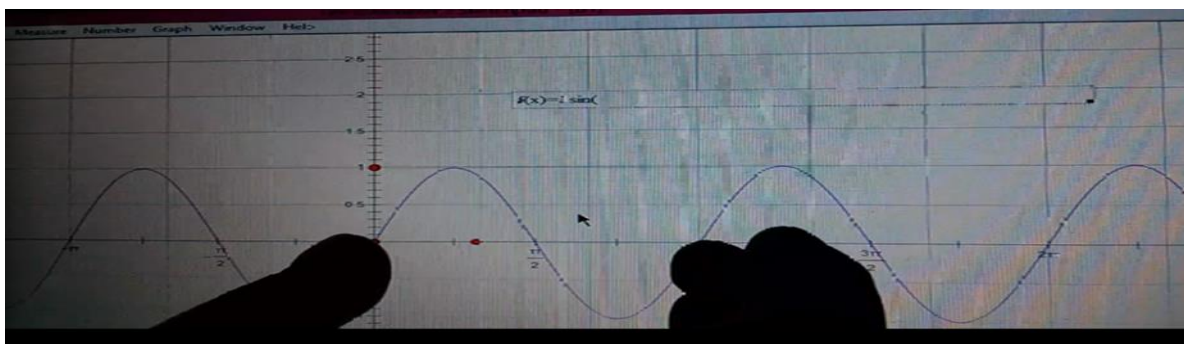 Measure Number Graph Window Help
2.5
2
1.5
f(x)=1 sin(
1
0.5
-π
-π/2
π/2
3π/2
2π